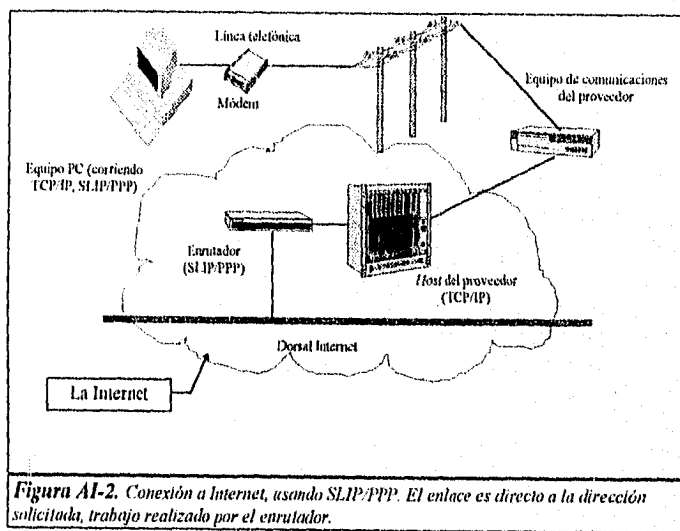 Línea telefónica
Módem
Equipo de comunicaciones
del proveedor
Equipo PC (corriendo
TCP/IP, SLIP/PPP)
Enrutador
(SLIP/PPP)
Host del proveedor
(TCP/IP)
Dorsal Internet
La Internet
Figura AI-2. Conexión a Internet, usando SLIP/PPP. El enlace es directo a la dirección
solicitada, trabajo realizado por el enrutador.